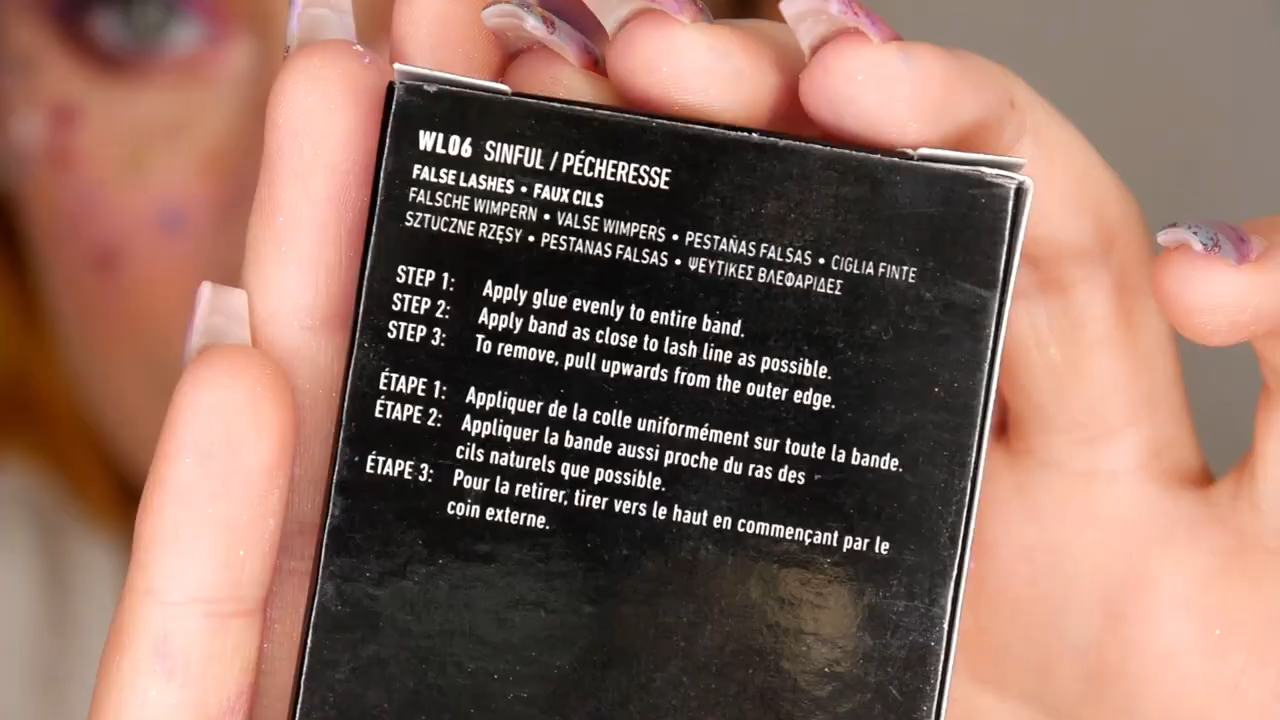 WL06 SINFUL / PÉCHERESSE
FALSE LASHES • FAUX CILS
FALSCHE WIMPERN • VALSE WIMPERS • PESTAÑAS FALSAS • CIGLIA FINTE
SZTUCZNE RZĘSY • PESTANAS FALSAS • ΨΕΥΤΙΚΕΣ ΒΛΕΦΑΡΙΔΕΣ
STEP 1: Apply glue evenly to entire band.
STEP 2: Apply band as close to lash line as possible.
STEP 3: To remove, pull upwards from the outer edge.
ÉTAPE 1: Appliquer de la colle uniformément sur toute la bande.
ÉTAPE 2: Appliquer la bande aussi proche du ras des
cils naturels que possible.
ÉTAPE 3: Pour la retirer, tirer vers le haut en commençant par le
coin externe.